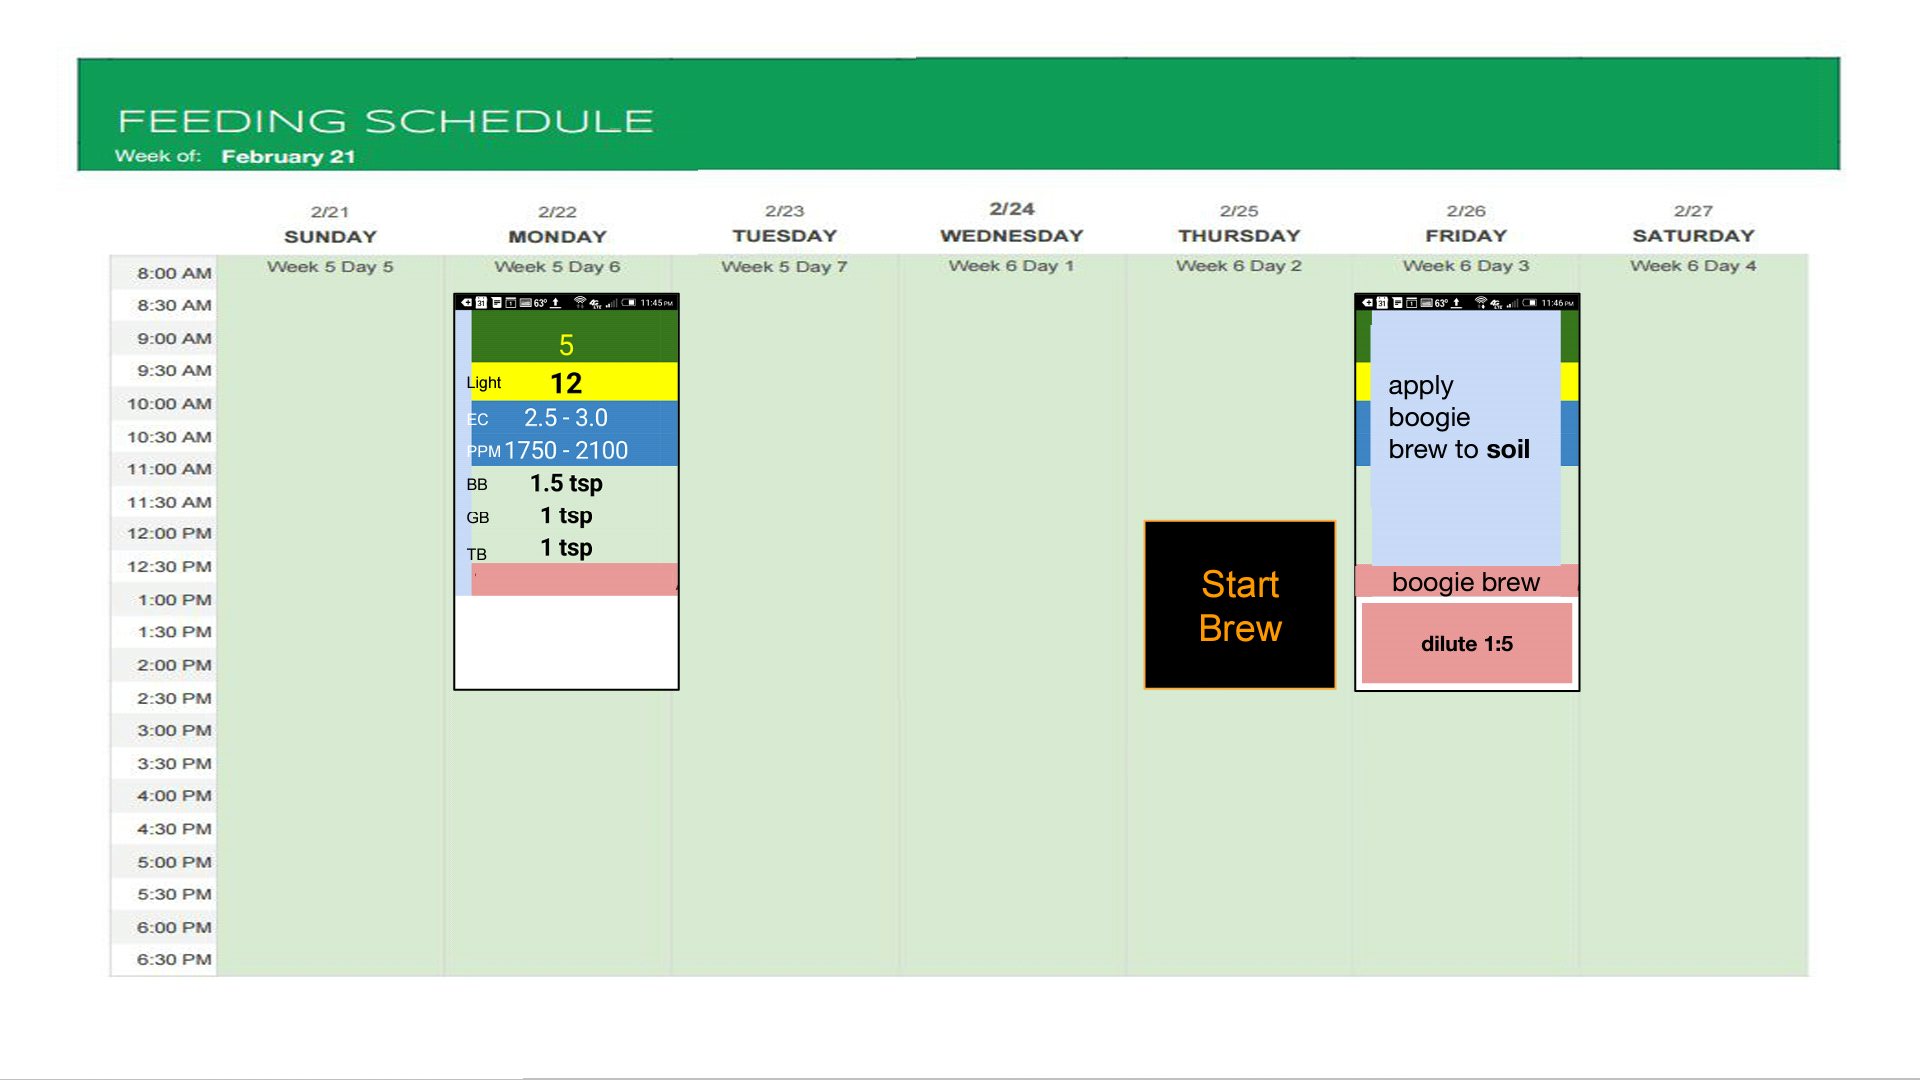 FEEDING SCHEDULE
Week of: February 21
2/21 2/22 2/23 2/24 2/25 2/26 2/27
SUNDAY MONDAY TUESDAY WEDNESDAY THURSDAY FRIDAY SATURDAY
8:00 AM Week 5 Day 5 Week 5 Day 6 Week 5 Day 7 Week 6 Day 1 Week 6 Day 2 Week 6 Day 3 Week 6 Day 4
8:30 AM
9:00 AM
9:30 AM
10:00 AM
10:30 AM
11:00 AM
11:30 AM
12:00 PM
12:30 PM
1:00 PM
1:30 PM
2:00 PM
2:30 PM
3:00 PM
3:30 PM
4:00 PM
4:30 PM
5:00 PM
5:30 PM
6:00 PM
6:30 PM
31 1 63° 4G LTE 11:45 PM
5
Light 12
EC 2.5 - 3.0
PPM 1750 - 2100
BB 1.5 tsp
GB 1 tsp
TB 1 tsp
Start
Brew
31 1 63° 4G LTE 11:46 PM
apply
boogie
brew to soil
boogie brew
dilute 1:5